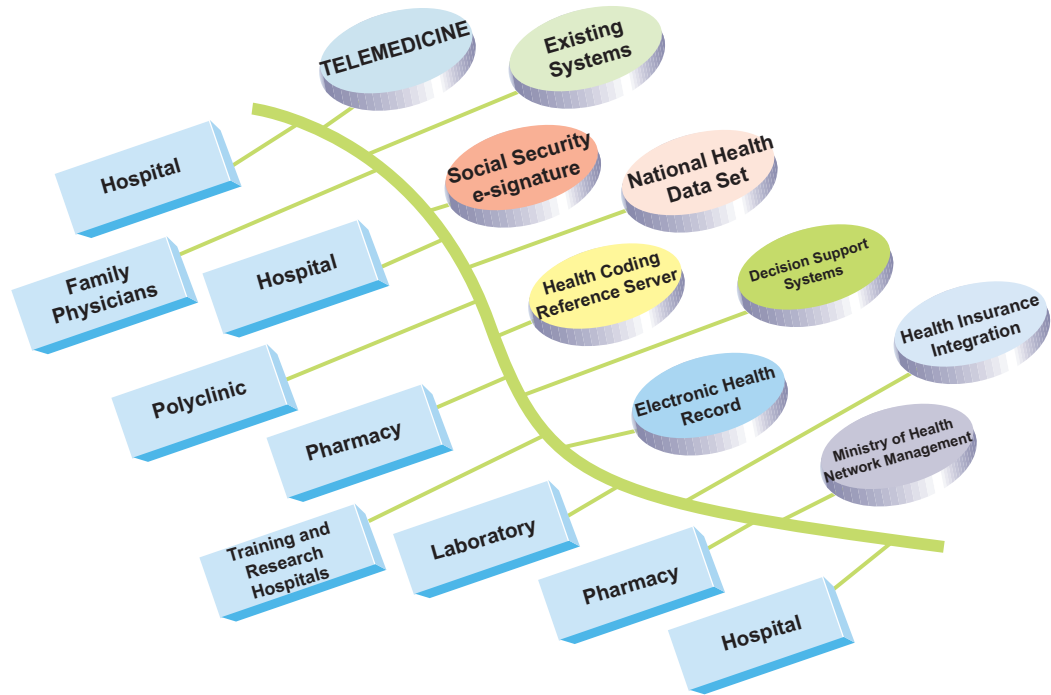 TELEMEDICINE
Existing
Systems
Hospital
Social Security
e-signature
National Health
Data Set
Family
Physicians
Hospital
Health Coding
Reference Server
Decision Support
Systems
Health Insurance
Integration
Polyclinic
Pharmacy
Electronic Health
Record
Ministry of Health
Network Management
Training and
Research
Hospitals
Laboratory
Pharmacy
Hospital